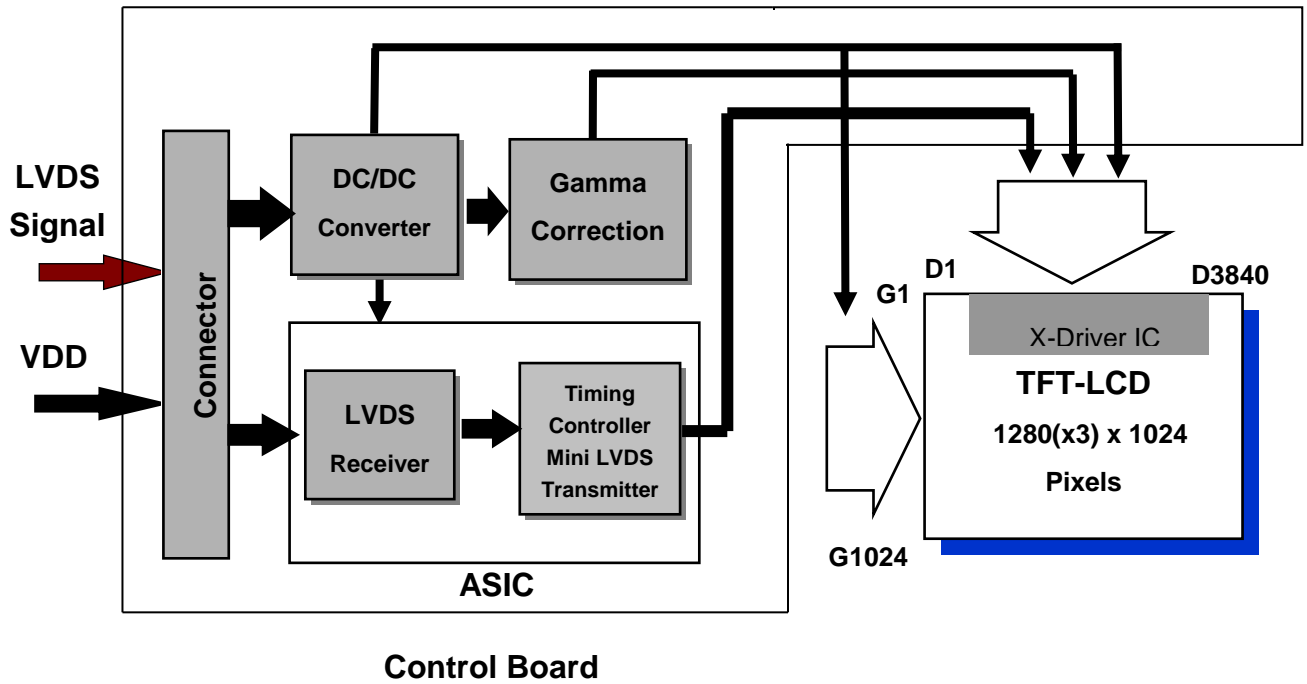 LVDS
Signal
VDD
Connector
DC/DC
Converter
Gamma
Correction
LVDS
Receiver
Timing
Controller
Mini LVDS
Transmitter
ASIC
Control Board
D1
D3840
G1
G1024
X-Driver IC
TFT-LCD
1280(x3) x 1024
Pixels